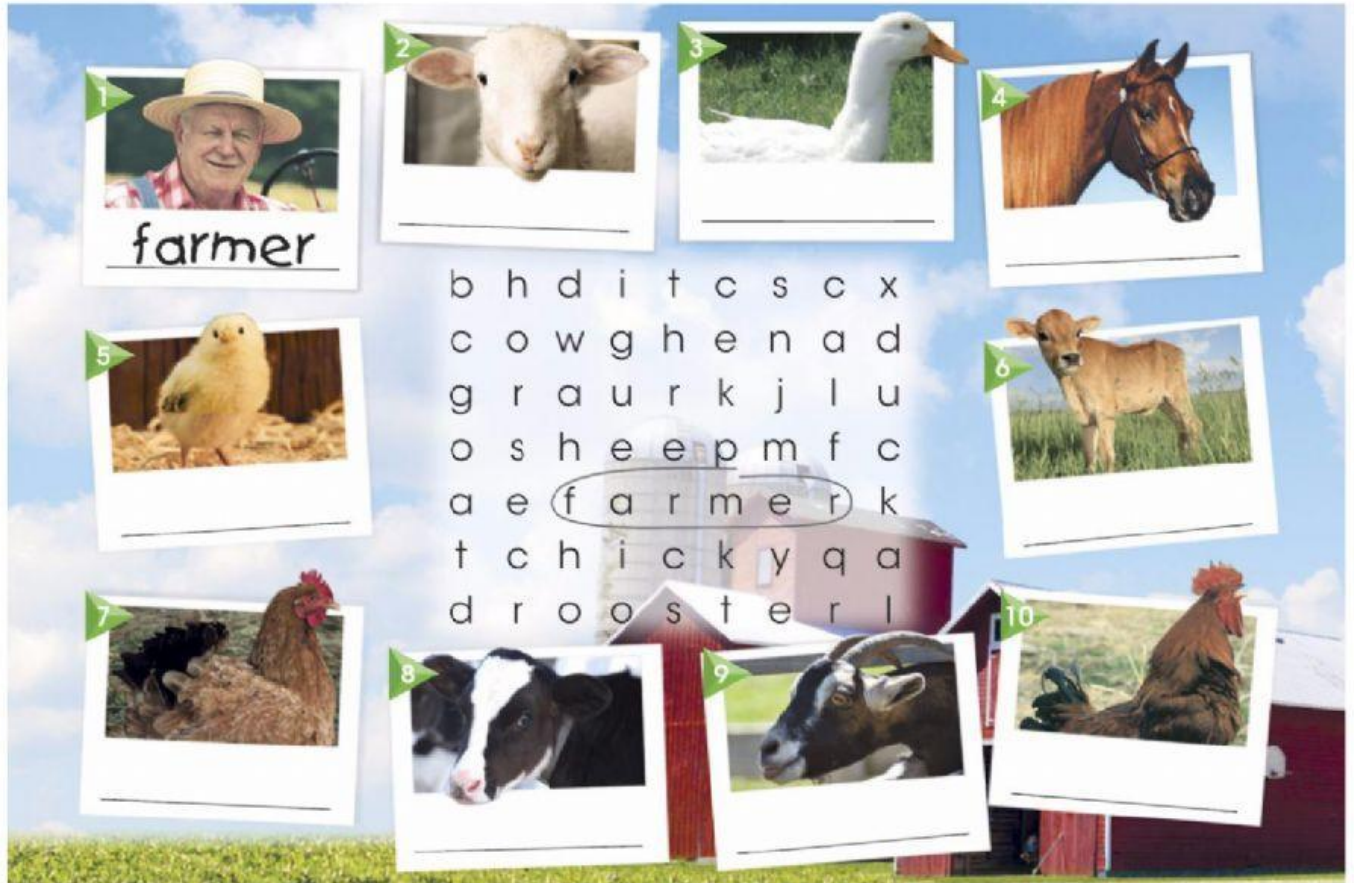 1
farmer
2
3
4
b h d i t c s c x
c o w g h e n a d
g r a u r k j l u
o s h e e p m f c
a e f a r m e r k
t c h i c k y q a
d r o o s t e r l
5
6
7
8
9
10